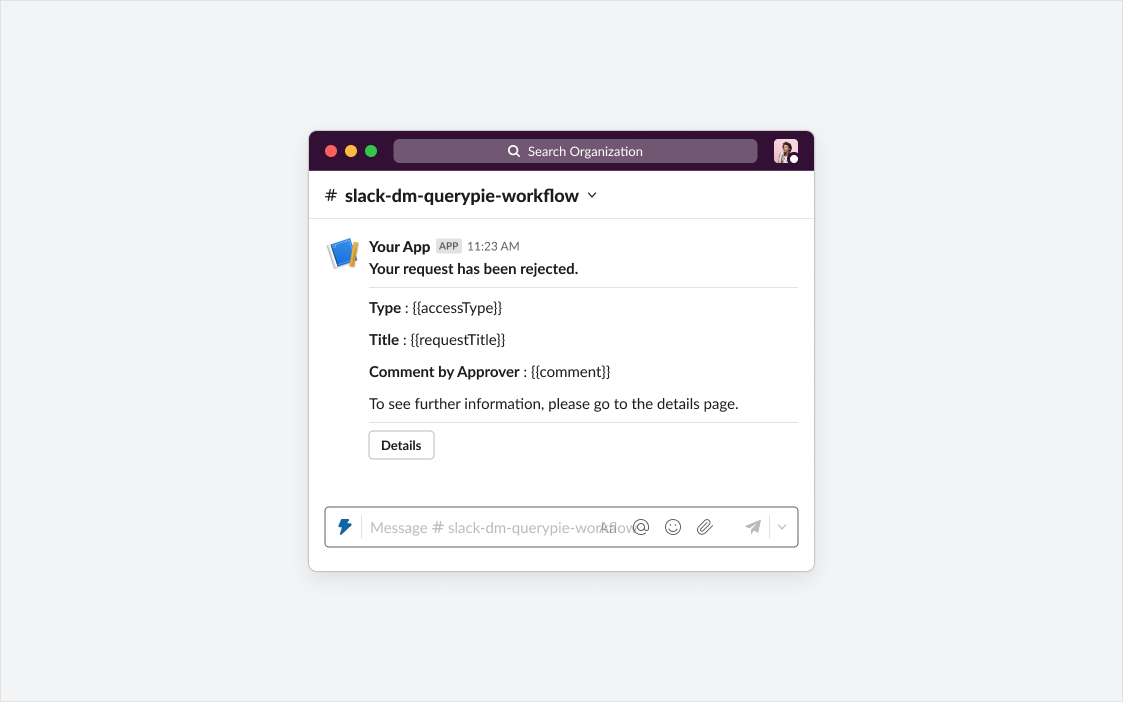 Search Organization
# slack-dm-querypie-workflow
Your App APP 11:23 AM
Your request has been rejected.
Type : {{accessType}}
Title : {{requestTitle}}
Comment by Approver : {{comment}}
To see further information, please go to the details page.
Details
Message # slack-dm-querypie-workflow Aa